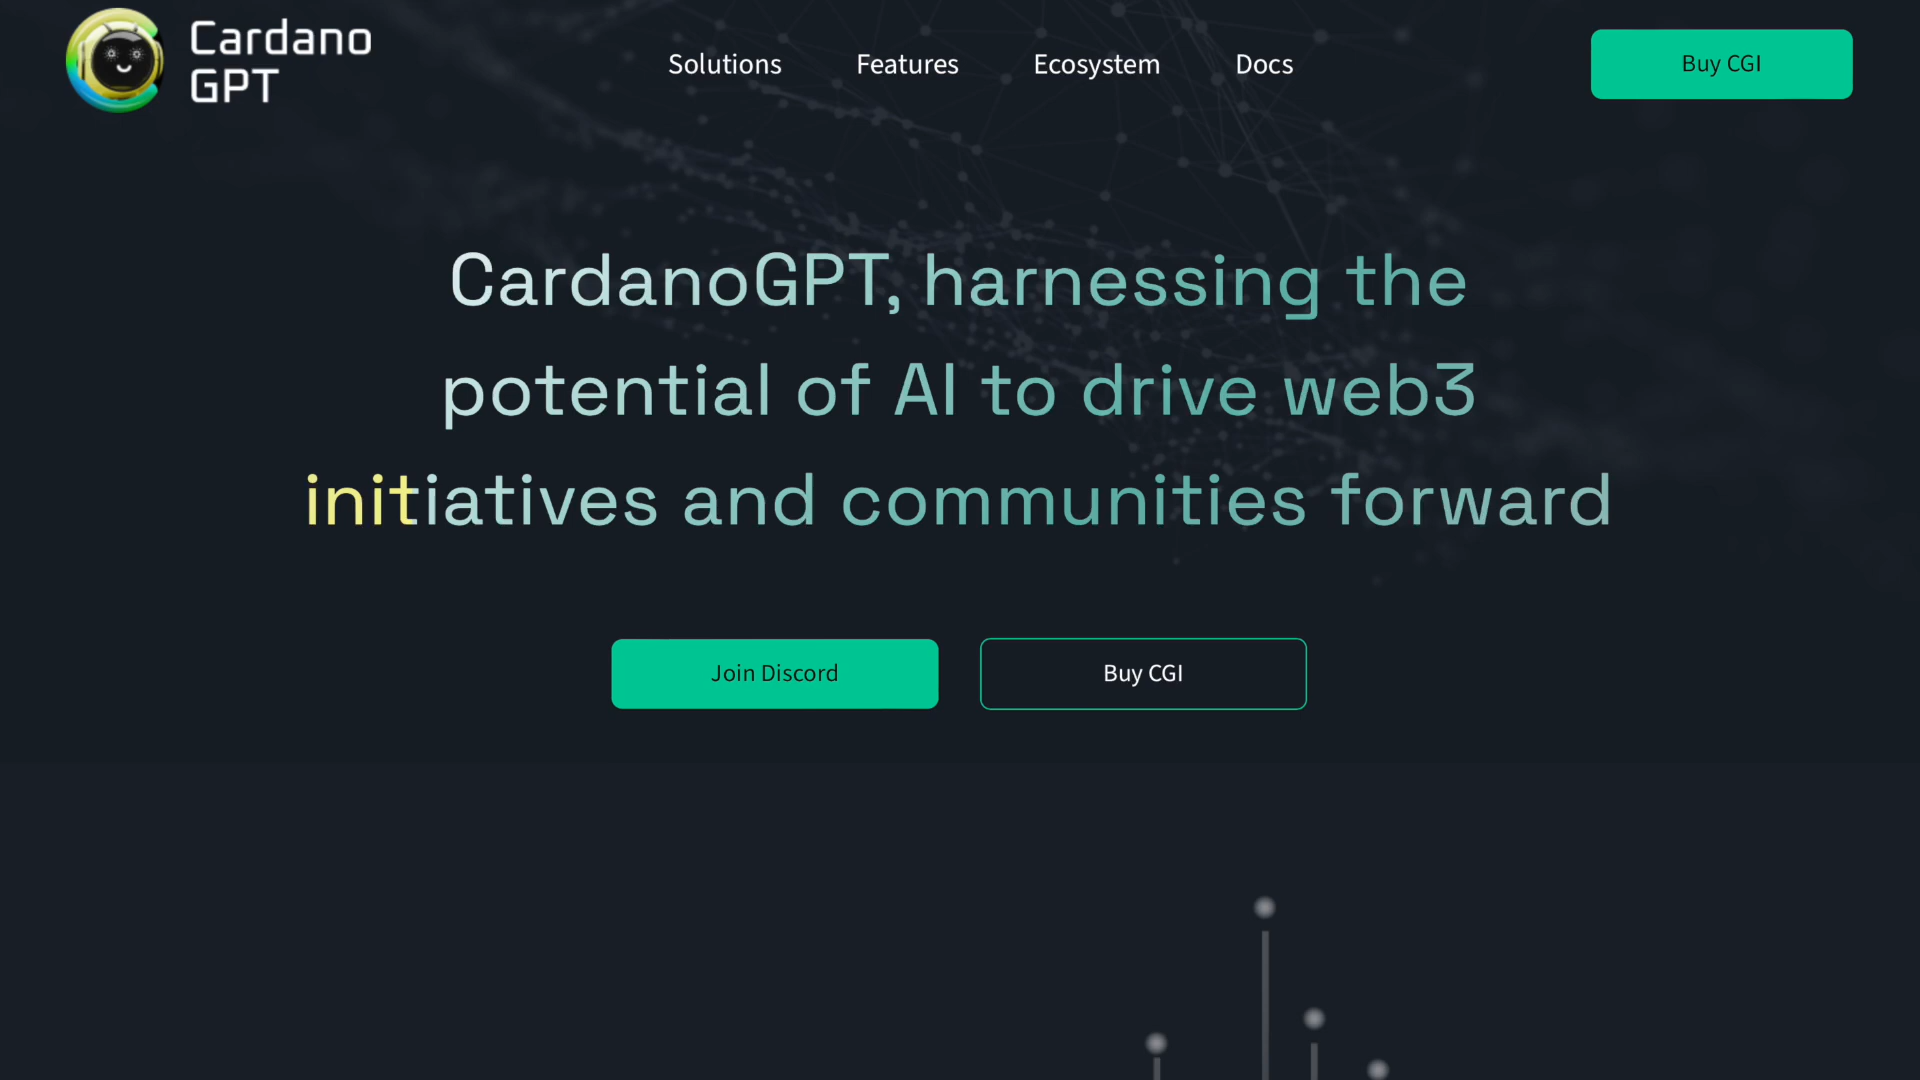 Cardano
GPT
Solutions
Features
Ecosystem
Docs
Buy CGI
CardanoGPT, harnessing the
potential of AI to drive web3
initiatives and communities forward
Join Discord
Buy CGI